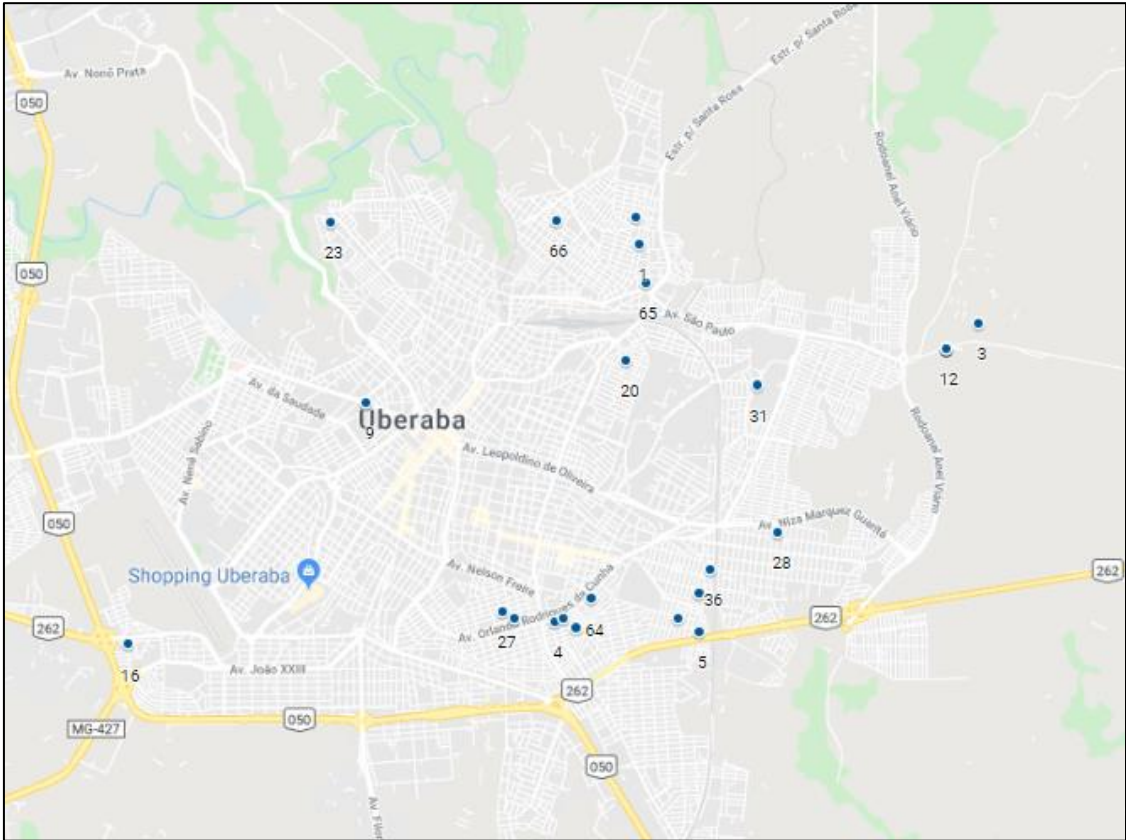 Estr. p/ Santa Rosa
Av. Nonô Prata
050
Estr. p/ Santa Rosa
Rodoanel Anel Viário
23
66
050
1
65
Av. São Paulo
3
12
20
31
Av. da Saudade
9
Uberaba
Rodoanel Anel Viário
Av. Nenê Sabino
Av. Leopoldino de Oliveira
050
Av. Niza Marquez Guaritá
28
Shopping Uberaba
Av. Nelson Freire
262
36
262
262
Av. Orlando Rodrigues da Cunha
27
4
64
5
16
Av. João XXIII
262
050
MG-427
050